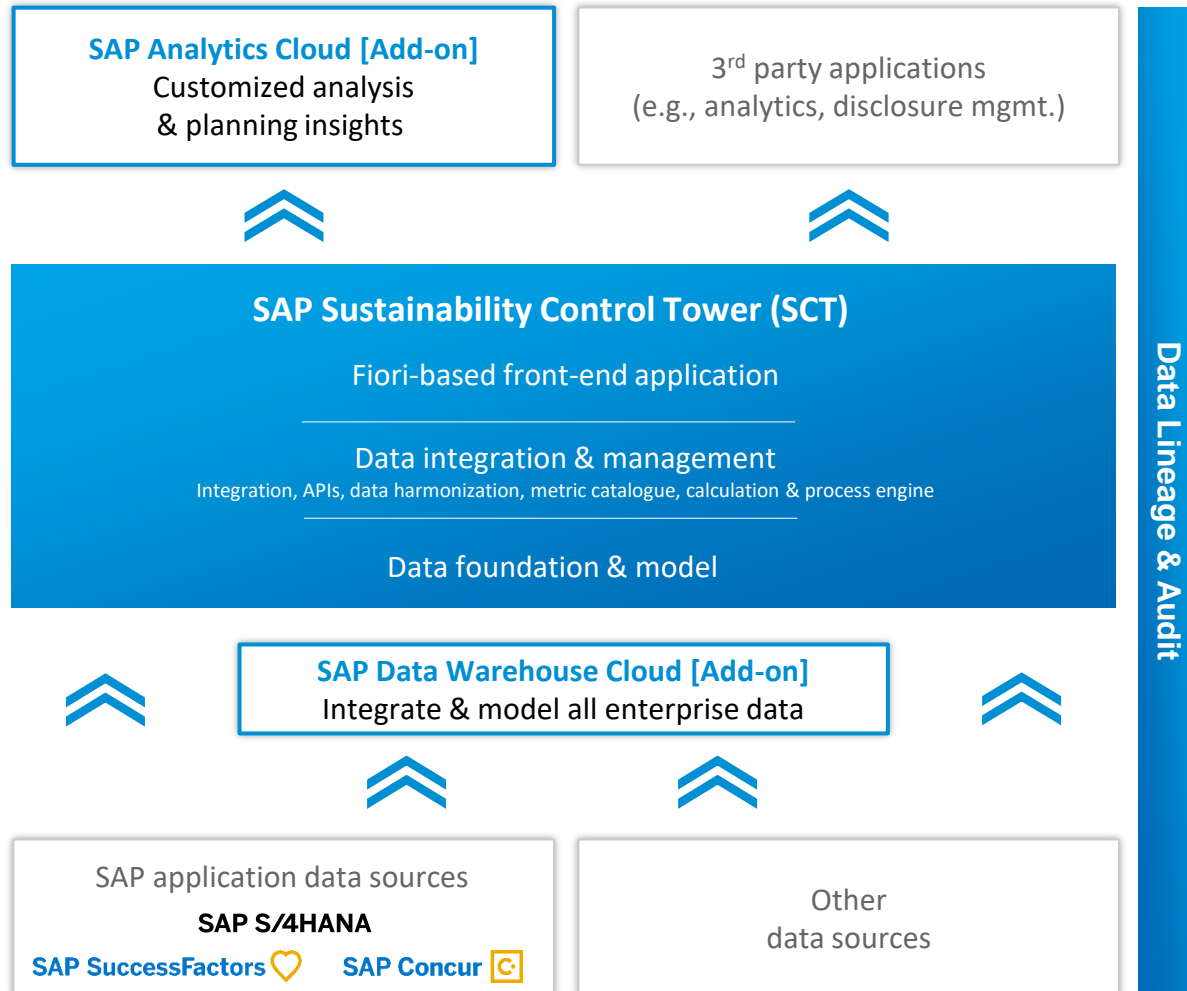 SAP Analytics Cloud [Add-on]
Customized analysis
& planning insights
3rd party applications
(e.g., analytics, disclosure mgmt.)
SAP Sustainability Control Tower (SCT)
Fiori-based front-end application
Data integration & management
Integration, APIs, data harmonization, metric catalogue, calculation & process engine
Data foundation & model
SAP Data Warehouse Cloud [Add-on]
Integrate & model all enterprise data
SAP application data sources
SAP S/4HANA
SAP SuccessFactors
SAP Concur C.
Other
data sources
Data Lineage & Audit